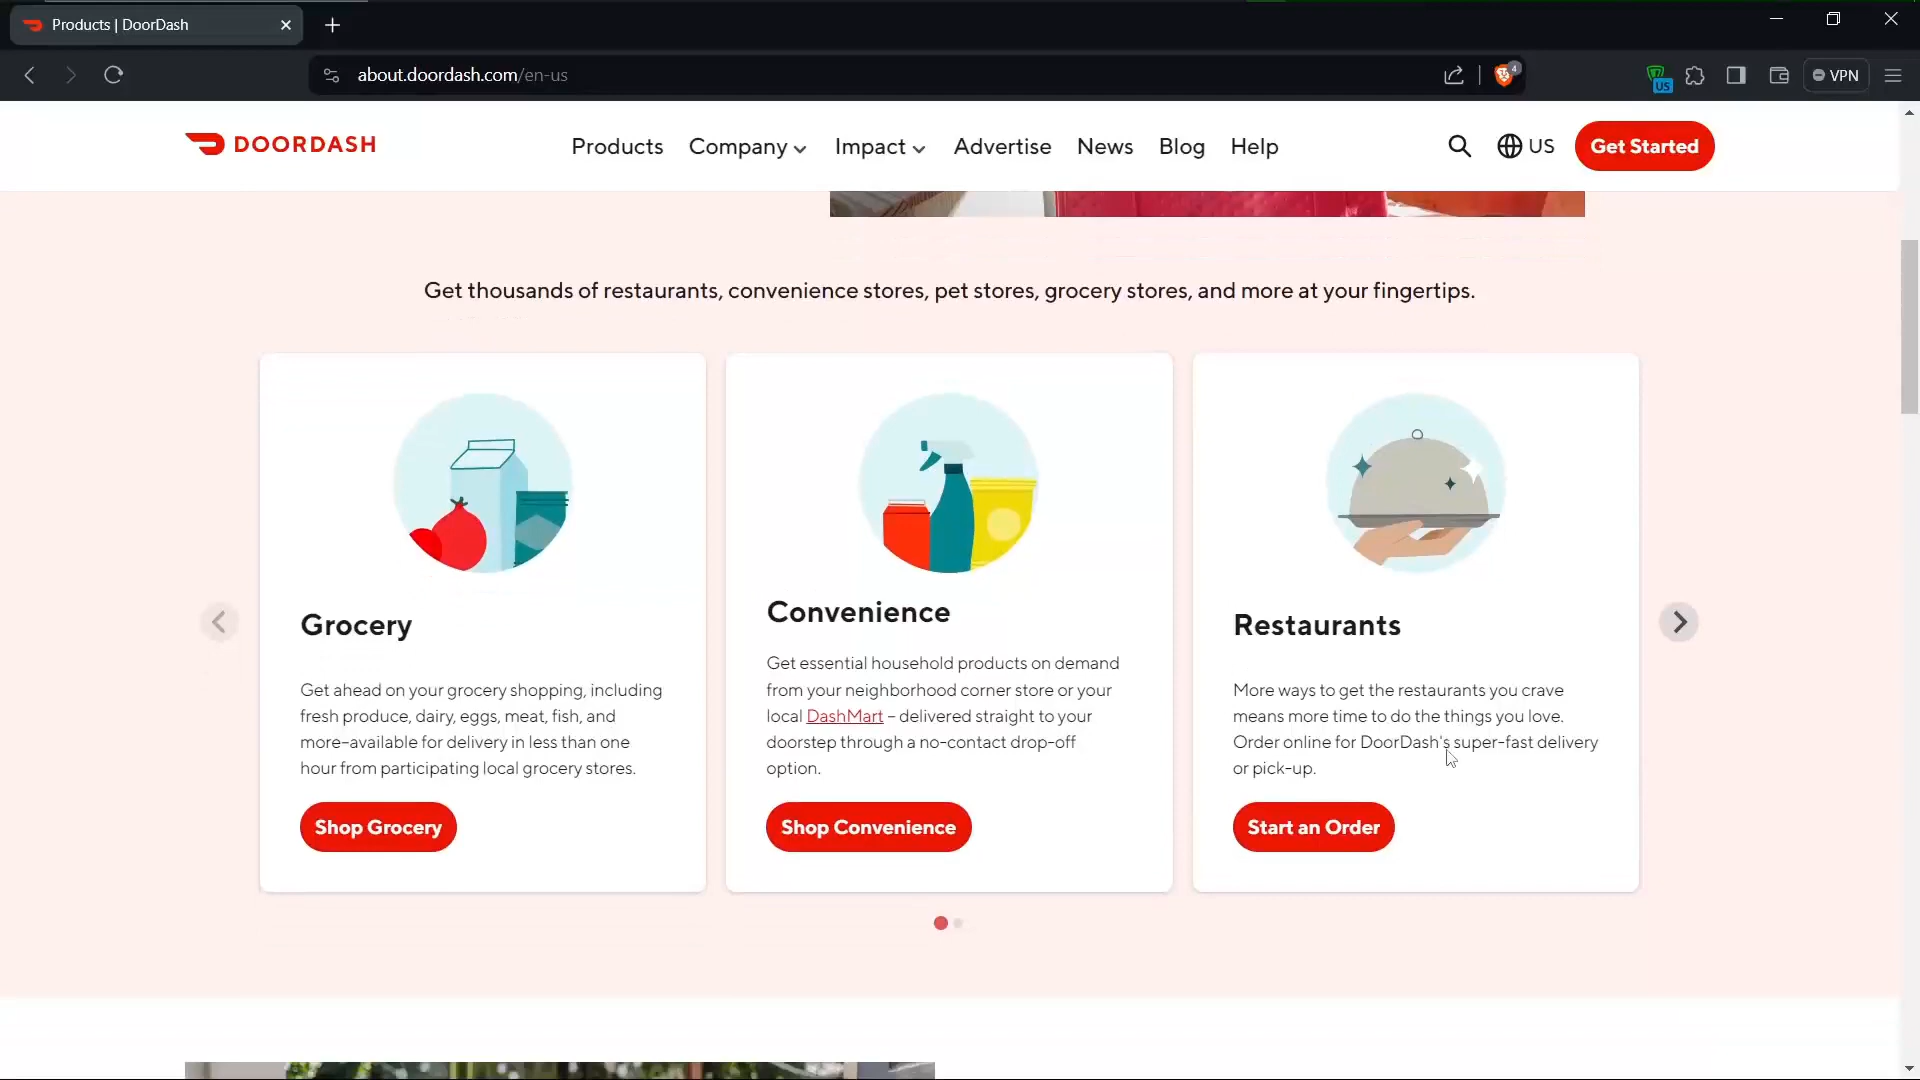 Products | DoorDash
about.doordash.com/en-us
4
US
VPN
DOORDASH
Products
Company
Impact
Advertise
News
Blog
Help
US
Get Started
Get thousands of restaurants, convenience stores, pet stores, grocery stores, and more at your fingertips.
Grocery
Get ahead on your grocery shopping, including
fresh produce, dairy, eggs, meat, fish, and
more-available for delivery in less than one
hour from participating local grocery stores.
Shop Grocery
Convenience
Get essential household products on demand
from your neighborhood corner store or your
local DashMart – delivered straight to your
doorstep through a no-contact drop-off
option.
Shop Convenience
Restaurants
More ways to get the restaurants you crave
means more time to do the things you love.
Order online for DoorDash's super-fast delivery
or pick-up.
Start an Order